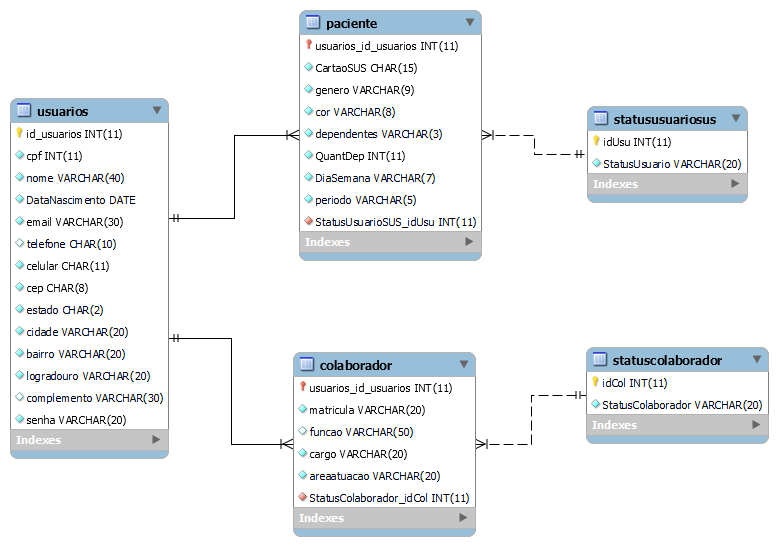 usuarios
id_usuarios INT(11)
cpf INT(11)
nome VARCHAR(40)
DataNascimento DATE
email VARCHAR(30)
telefone CHAR(10)
celular CHAR(11)
cep CHAR(8)
estado CHAR(2)
cidade VARCHAR(20)
bairro VARCHAR(20)
logradouro VARCHAR(20)
complemento VARCHAR(30)
senha VARCHAR(20)
Indexes
paciente
usuarios_id_usuarios INT(11)
CartaoSUS CHAR(15)
genero VARCHAR(9)
cor VARCHAR(8)
dependentes VARCHAR(3)
QuantDep INT(11)
DiaSemana VARCHAR(7)
periodo VARCHAR(5)
StatusUsuarioSUS_idUsu INT(11)
Indexes
statususuariosus
idUsu INT(11)
StatusUsuario VARCHAR(20)
Indexes
colaborador
usuarios_id_usuarios INT(11)
matricula VARCHAR(20)
funcao VARCHAR(50)
cargo VARCHAR(20)
areaatuacao VARCHAR(20)
StatusColaborador_idCol INT(11)
Indexes
statuscolaborador
idCol INT(11)
StatusColaborador VARCHAR(20)
Indexes